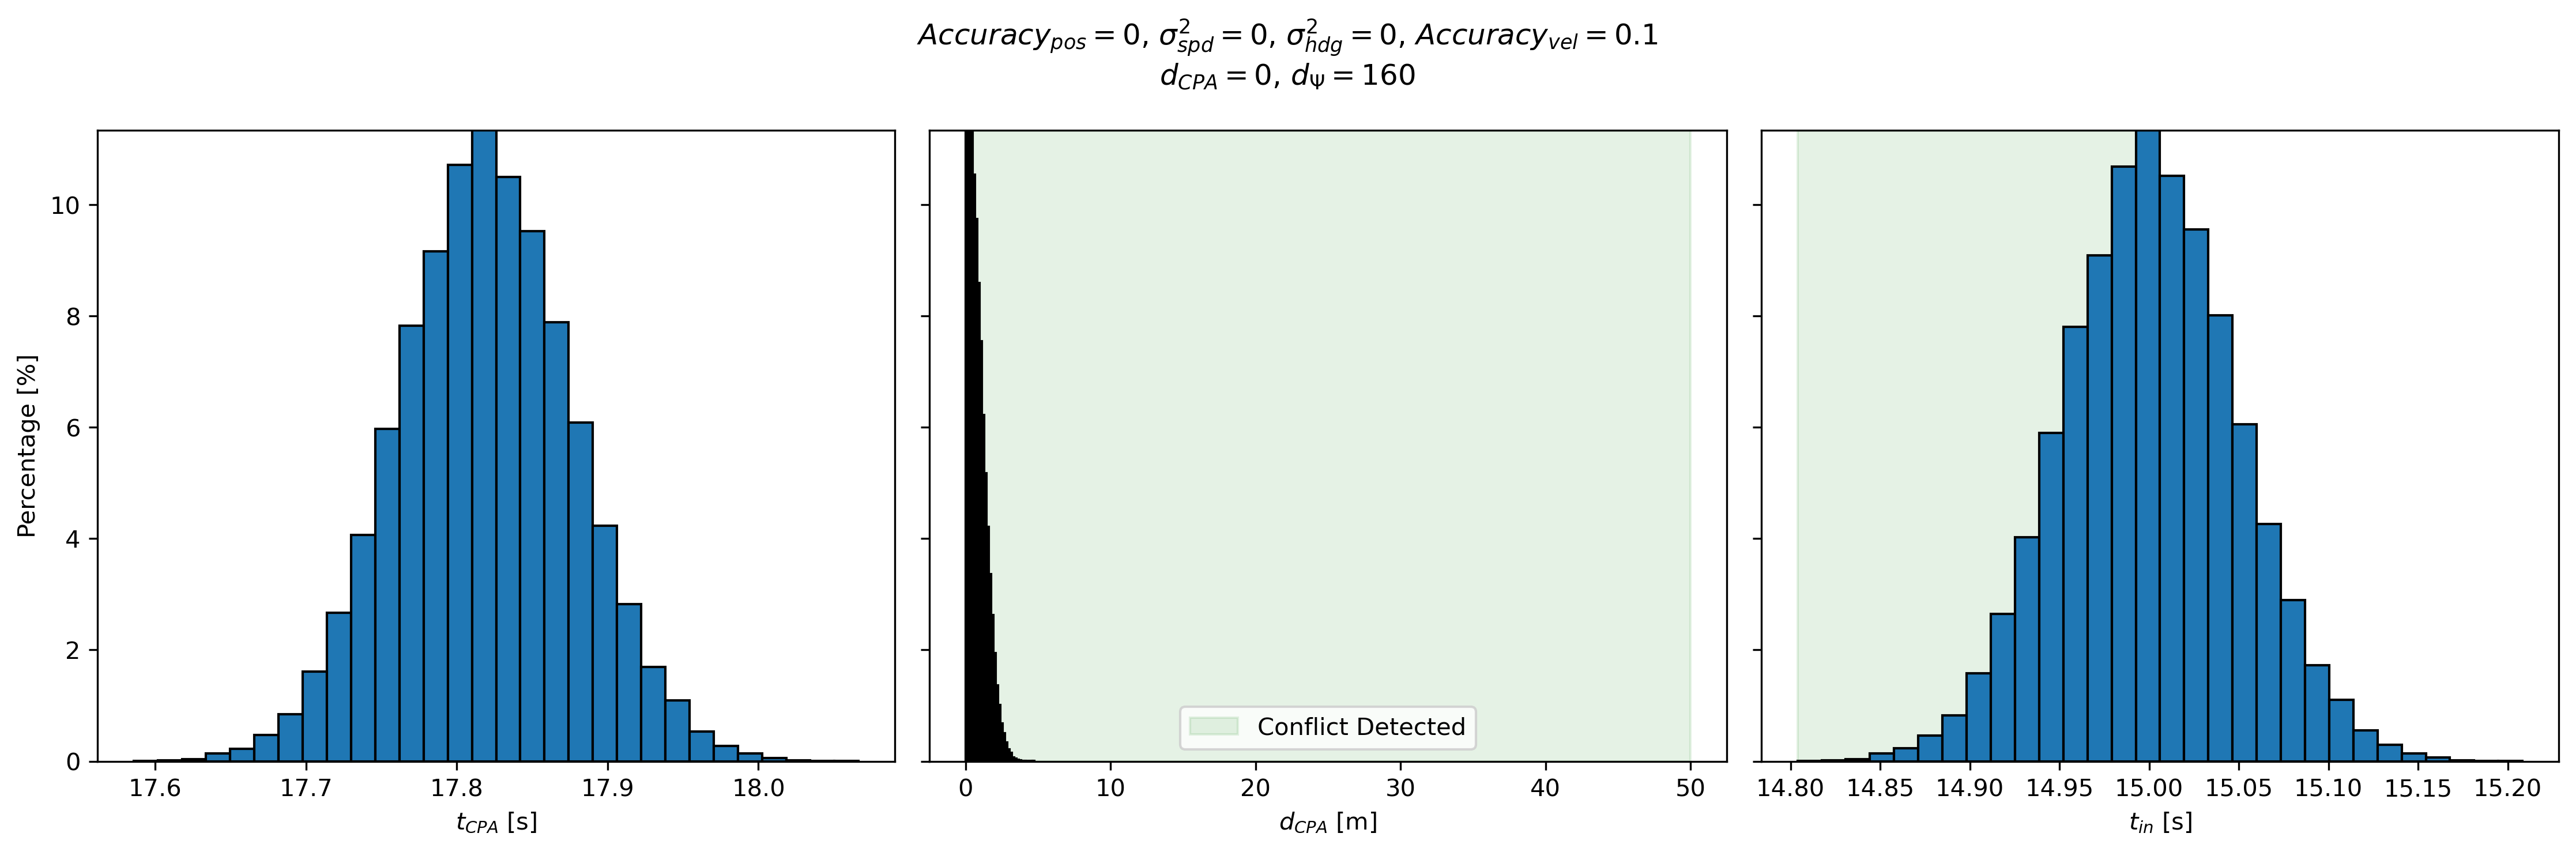 Accuracy_pos = 0, σ²_spd = 0, σ²_hdg = 0, Accuracy_vel = 0.1
d_CPA = 0, d_ψ = 160
Percentage [%]
10
8
6
4
2
0
17.6 17.7 17.8 17.9 18.0
t_CPA [s]
Conflict Detected
0 10 20 30 40 50
d_CPA [m]
14.80 14.85 14.90 14.95 15.00 15.05 15.10 15.15 15.20
t_in [s]